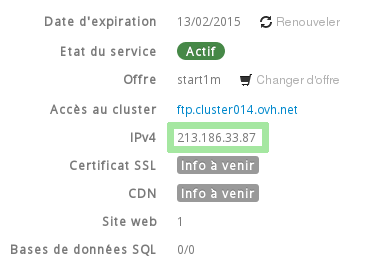 Date d'expiration 13/02/2015 Renouveler
Etat du service Actif
Offre start1m Changer d'offre
Accès au cluster ftp.cluster014.ovh.net
IPv4 213.186.33.87
Certificat SSL Info à venir
CDN Info à venir
Site web 1
Bases de données SQL 0/0